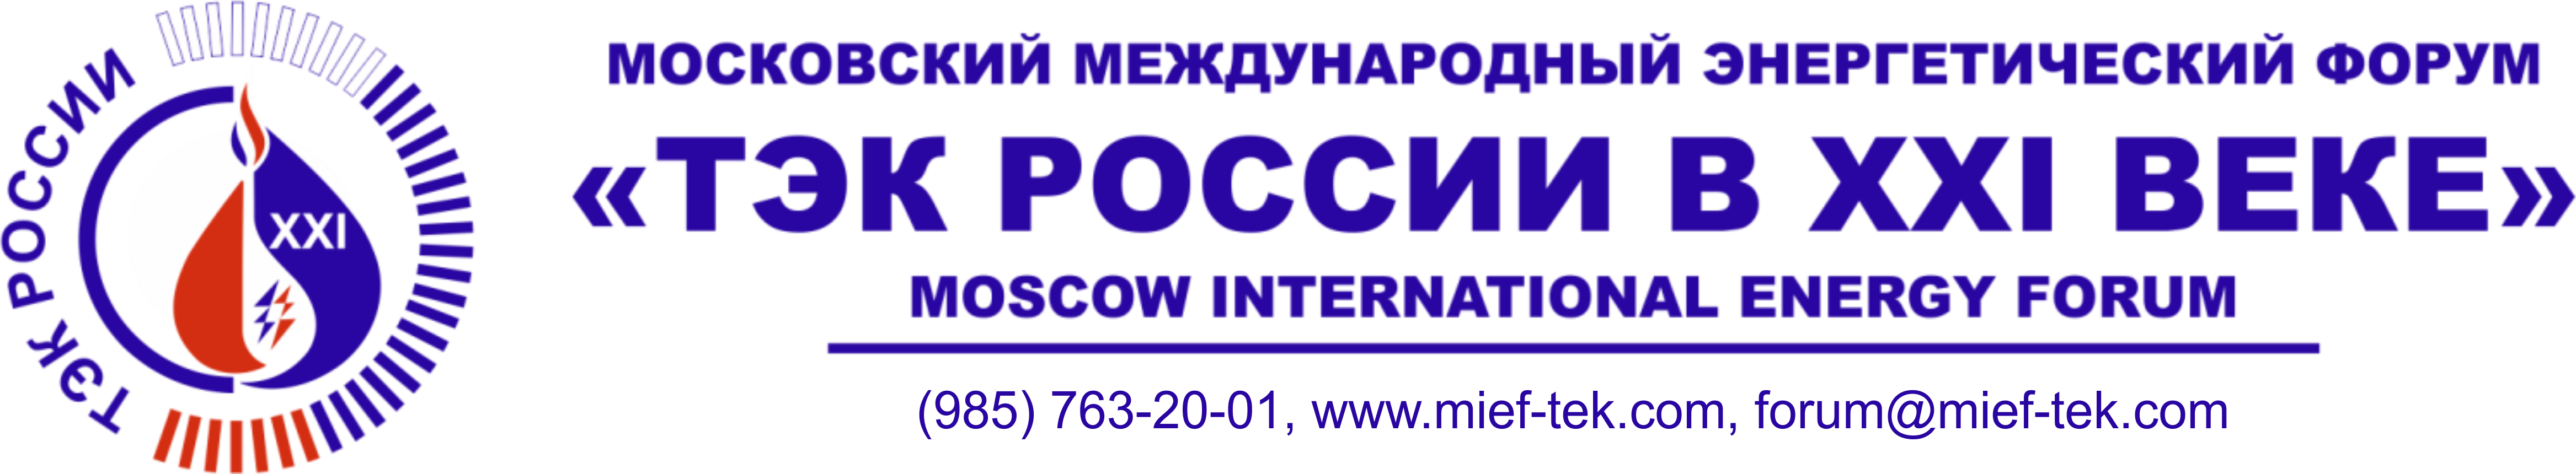 ТЭК РОССИИ
XXI
МОСКОВСКИЙ МЕЖДУНАРОДНЫЙ ЭНЕРГЕТИЧЕСКИЙ ФОРУМ
«ТЭК РОССИИ В XXI ВЕКЕ»
MOSCOW INTERNATIONAL ENERGY FORUM
(985) 763-20-01, www.mief-tek.com, forum@mief-tek.com